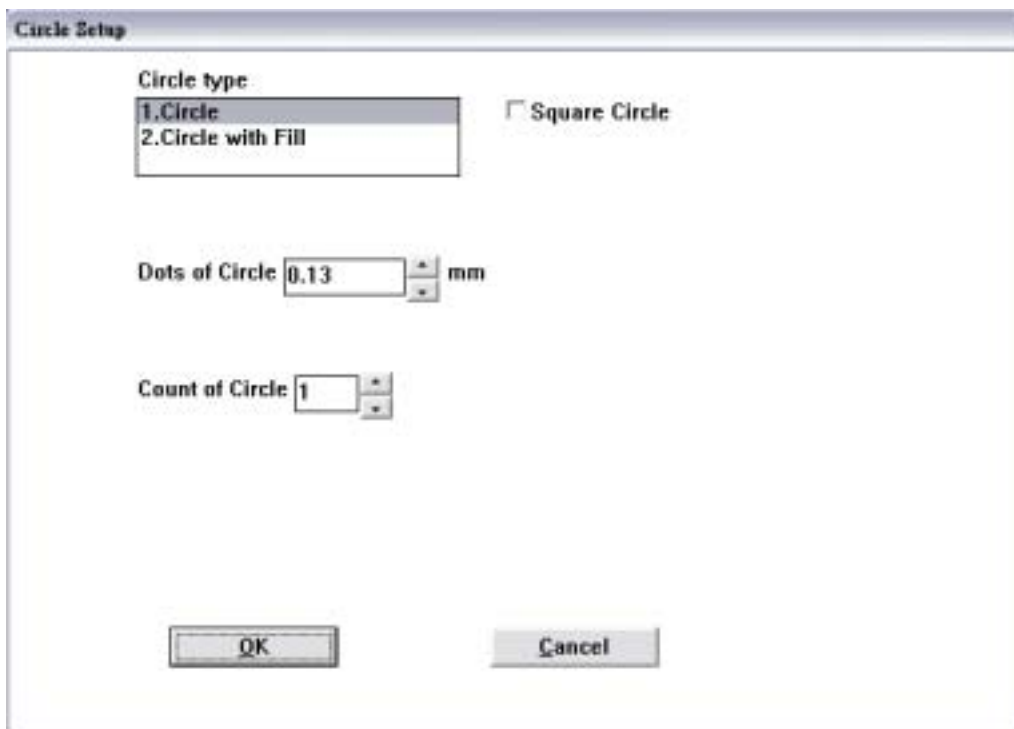 Circle Setup
Circle type
1.Circle
2.Circle with Fill
Square Circle
Dots of Circle 0.13 mm
Count of Circle 1
OK Cancel